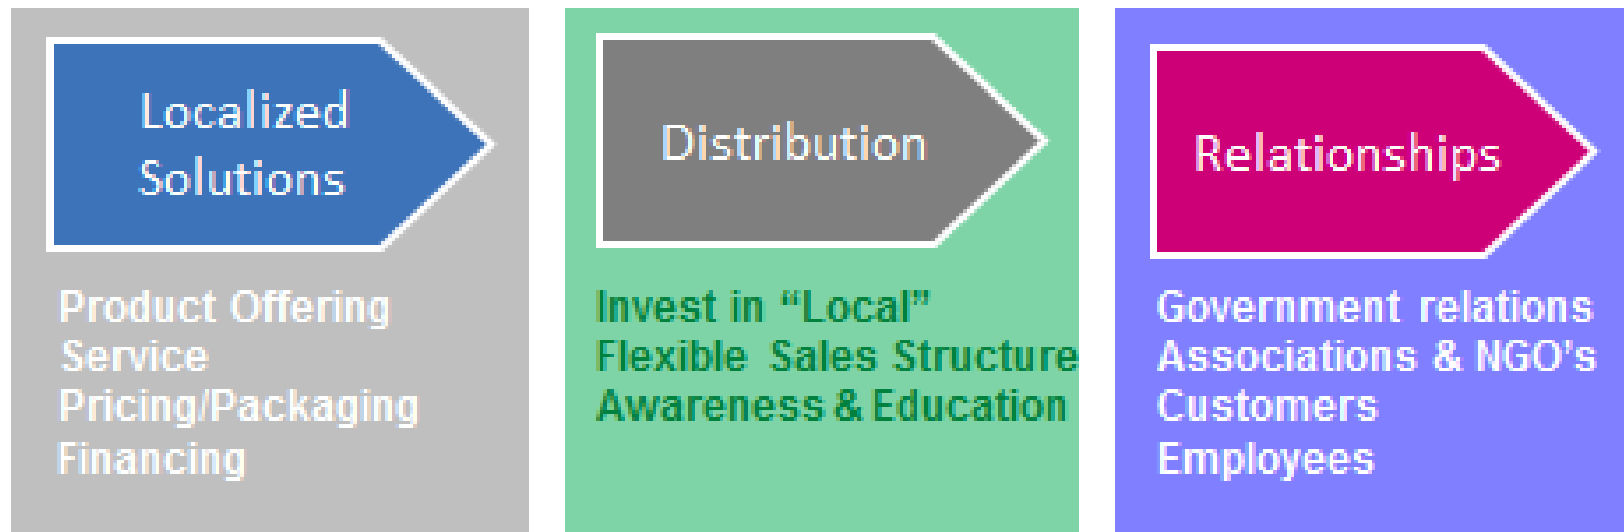 Localized
Solutions
Product Offering
Service
Pricing/Packaging
Financing
Distribution
Invest in “Local”
Flexible Sales Structure
Awareness & Education
Relationships
Government relations
Associations & NGO's
Customers
Employees